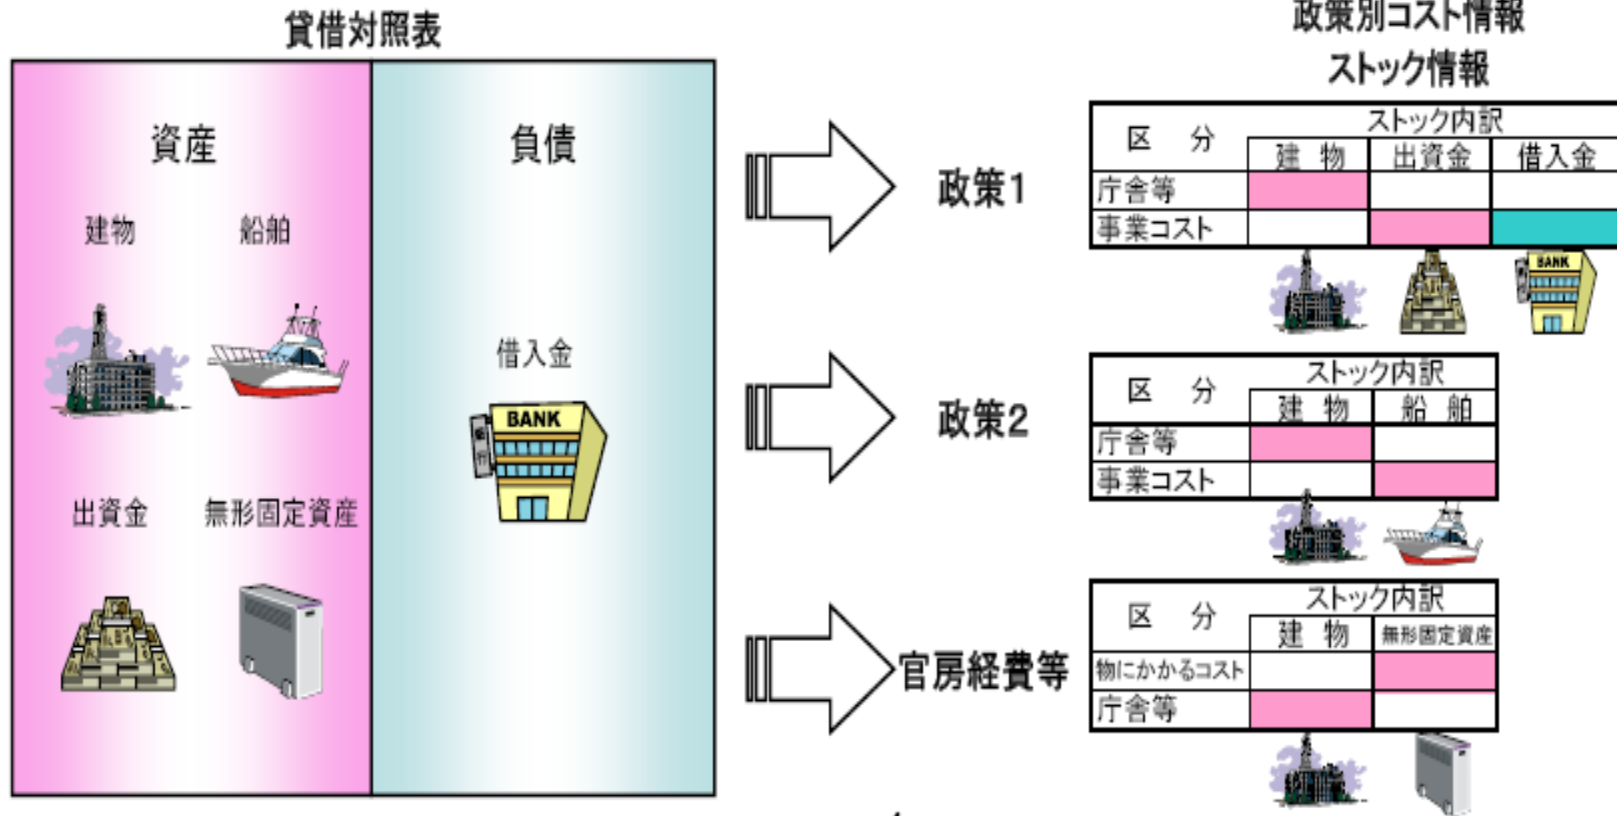 貸借対照表
資産
負債
建物
船舶
借入金
BANK
銀行
出資金
無形固定資産
政策別コスト情報
ストック情報
政策1
区 分
ストック内訳
建 物
出資金
借入金
庁舎等
事業コスト
BANK
政策2
区 分
ストック内訳
建 物
船 舶
庁舎等
事業コスト
官房経費等
区 分
ストック内訳
建 物
無形固定資産
物にかかるコスト
庁舎等